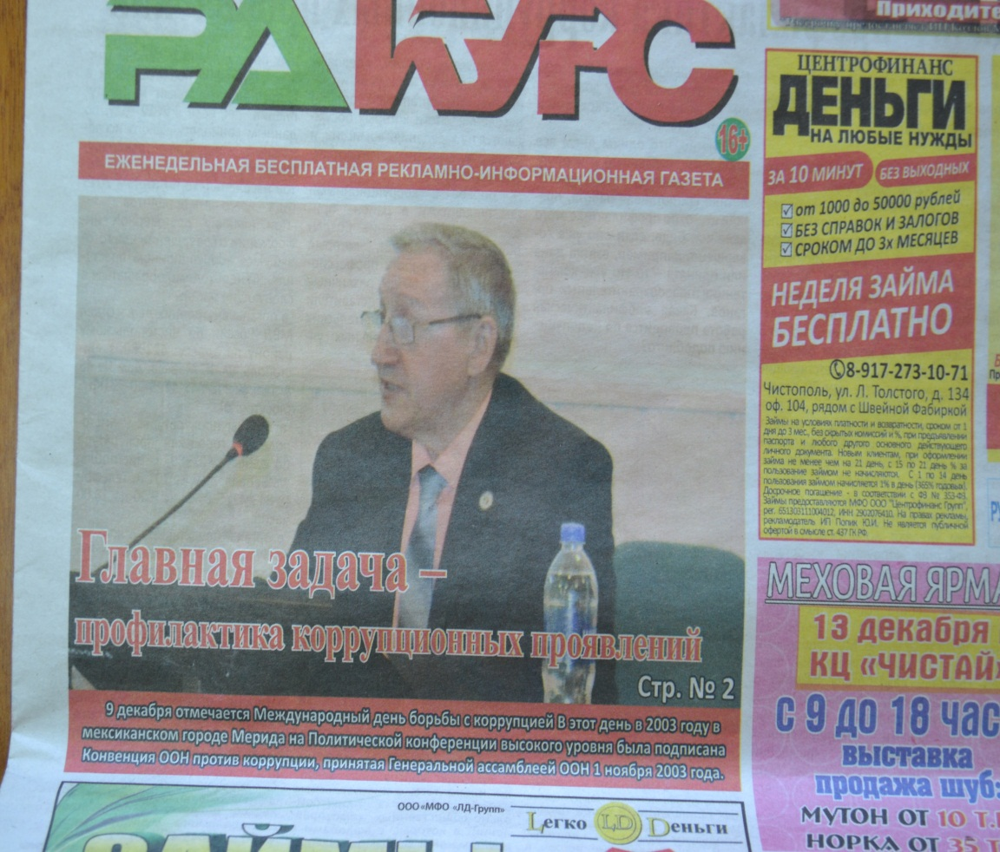 РАКУРС
16+
ЕЖЕНЕДЕЛЬНАЯ БЕСПЛАТНАЯ РЕКЛАМНО-ИНФОРМАЦИОННАЯ ГАЗЕТА
Главная задача –
профилактика коррупционных проявлений
Стр. № 2
9 декабря отмечается Международный день борьбы с коррупцией В этот день в 2003 году в
мексиканском городе Мерида на Политической конференции высокого уровня была подписана
Конвенция ООН против коррупции, принятая Генеральной ассамблеей ООН 1 ноября 2003 года.
ООО«МФО «ЛД-Групп»
Легко LD Деньги
ЗАЙМЫ
Приходите
ЦЕНТРОФИНАНС
ДЕНЬГИ
НА ЛЮБЫЕ НУЖДЫ
ЗА 10 МИНУТ БЕЗ ВЫХОДНЫХ
от 1000 до 50000 рублей
БЕЗ СПРАВОК И ЗАЛОГОВ
СРОКОМ ДО 3х МЕСЯЦЕВ
НЕДЕЛЯ ЗАЙМА
БЕСПЛАТНО
8-917-273-10-71
Чистополь, ул. Л. Толстого, д. 134
оф. 104, рядом с Швейной Фабиркой
Займы на условиях платности и возвратности, сроком от 1
дня до 3 мес., без скрытых комиссий и %, при предъявлении
паспорта и любого другого основного действующего
личного документа. Новым клиентам, при оформлении
займа не менее чем на 21 день, с 15 по 21 день % за
пользование займом не начисляются. С 1 по 14 день
пользования займом начисляется 1% в день (365% годовых).
Досрочное погашение - в соответствии с ФЗ № 353-ФЗ.
Займы предоставляются МФО ООО "Центрофинанс Групп",
рег. 651303111004012, ИНН 2902076410. На правах рекламы,
рекламодатель ИП Попик Ю.И. Не является публичной
офертой в смысле ст. 437 ГК РФ.
МЕХОВАЯ ЯРМА
13 декабря
КЦ «ЧИСТАЙ»
С 9 ДО 18 ЧАС
выставка
продажа шуб:
МУТОН ОТ 10 Т.
НОРКА ОТ 35 Т